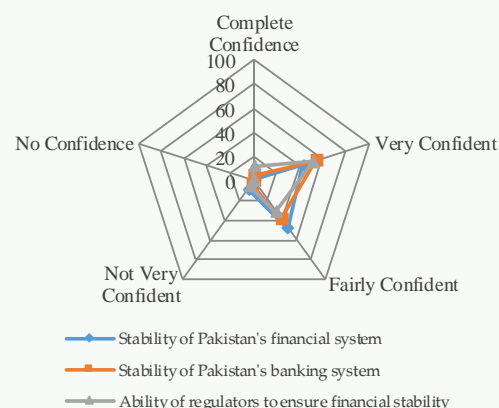 Complete
Confidence
100
80
60
40
20
0
No Confidence
Very Confident
Not Very
Confident
Fairly Confident
Stability of Pakistan's financial system
Stability of Pakistan's banking system
Ability of regulators to ensure financial stability